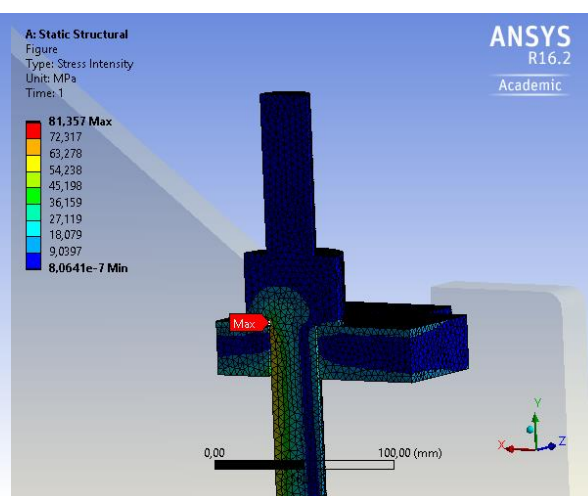 A: Static Structural
Figure
Type: Stress Intensity
Unit: MPa
Time: 1
81,357 Max
72,317
63,278
54,238
45,198
36,159
27,119
18,079
9,0397
8,0641e-7 Min
ANSYS
R16.2
Academic
Max
0,00
100,00 (mm)
Y
X
Z